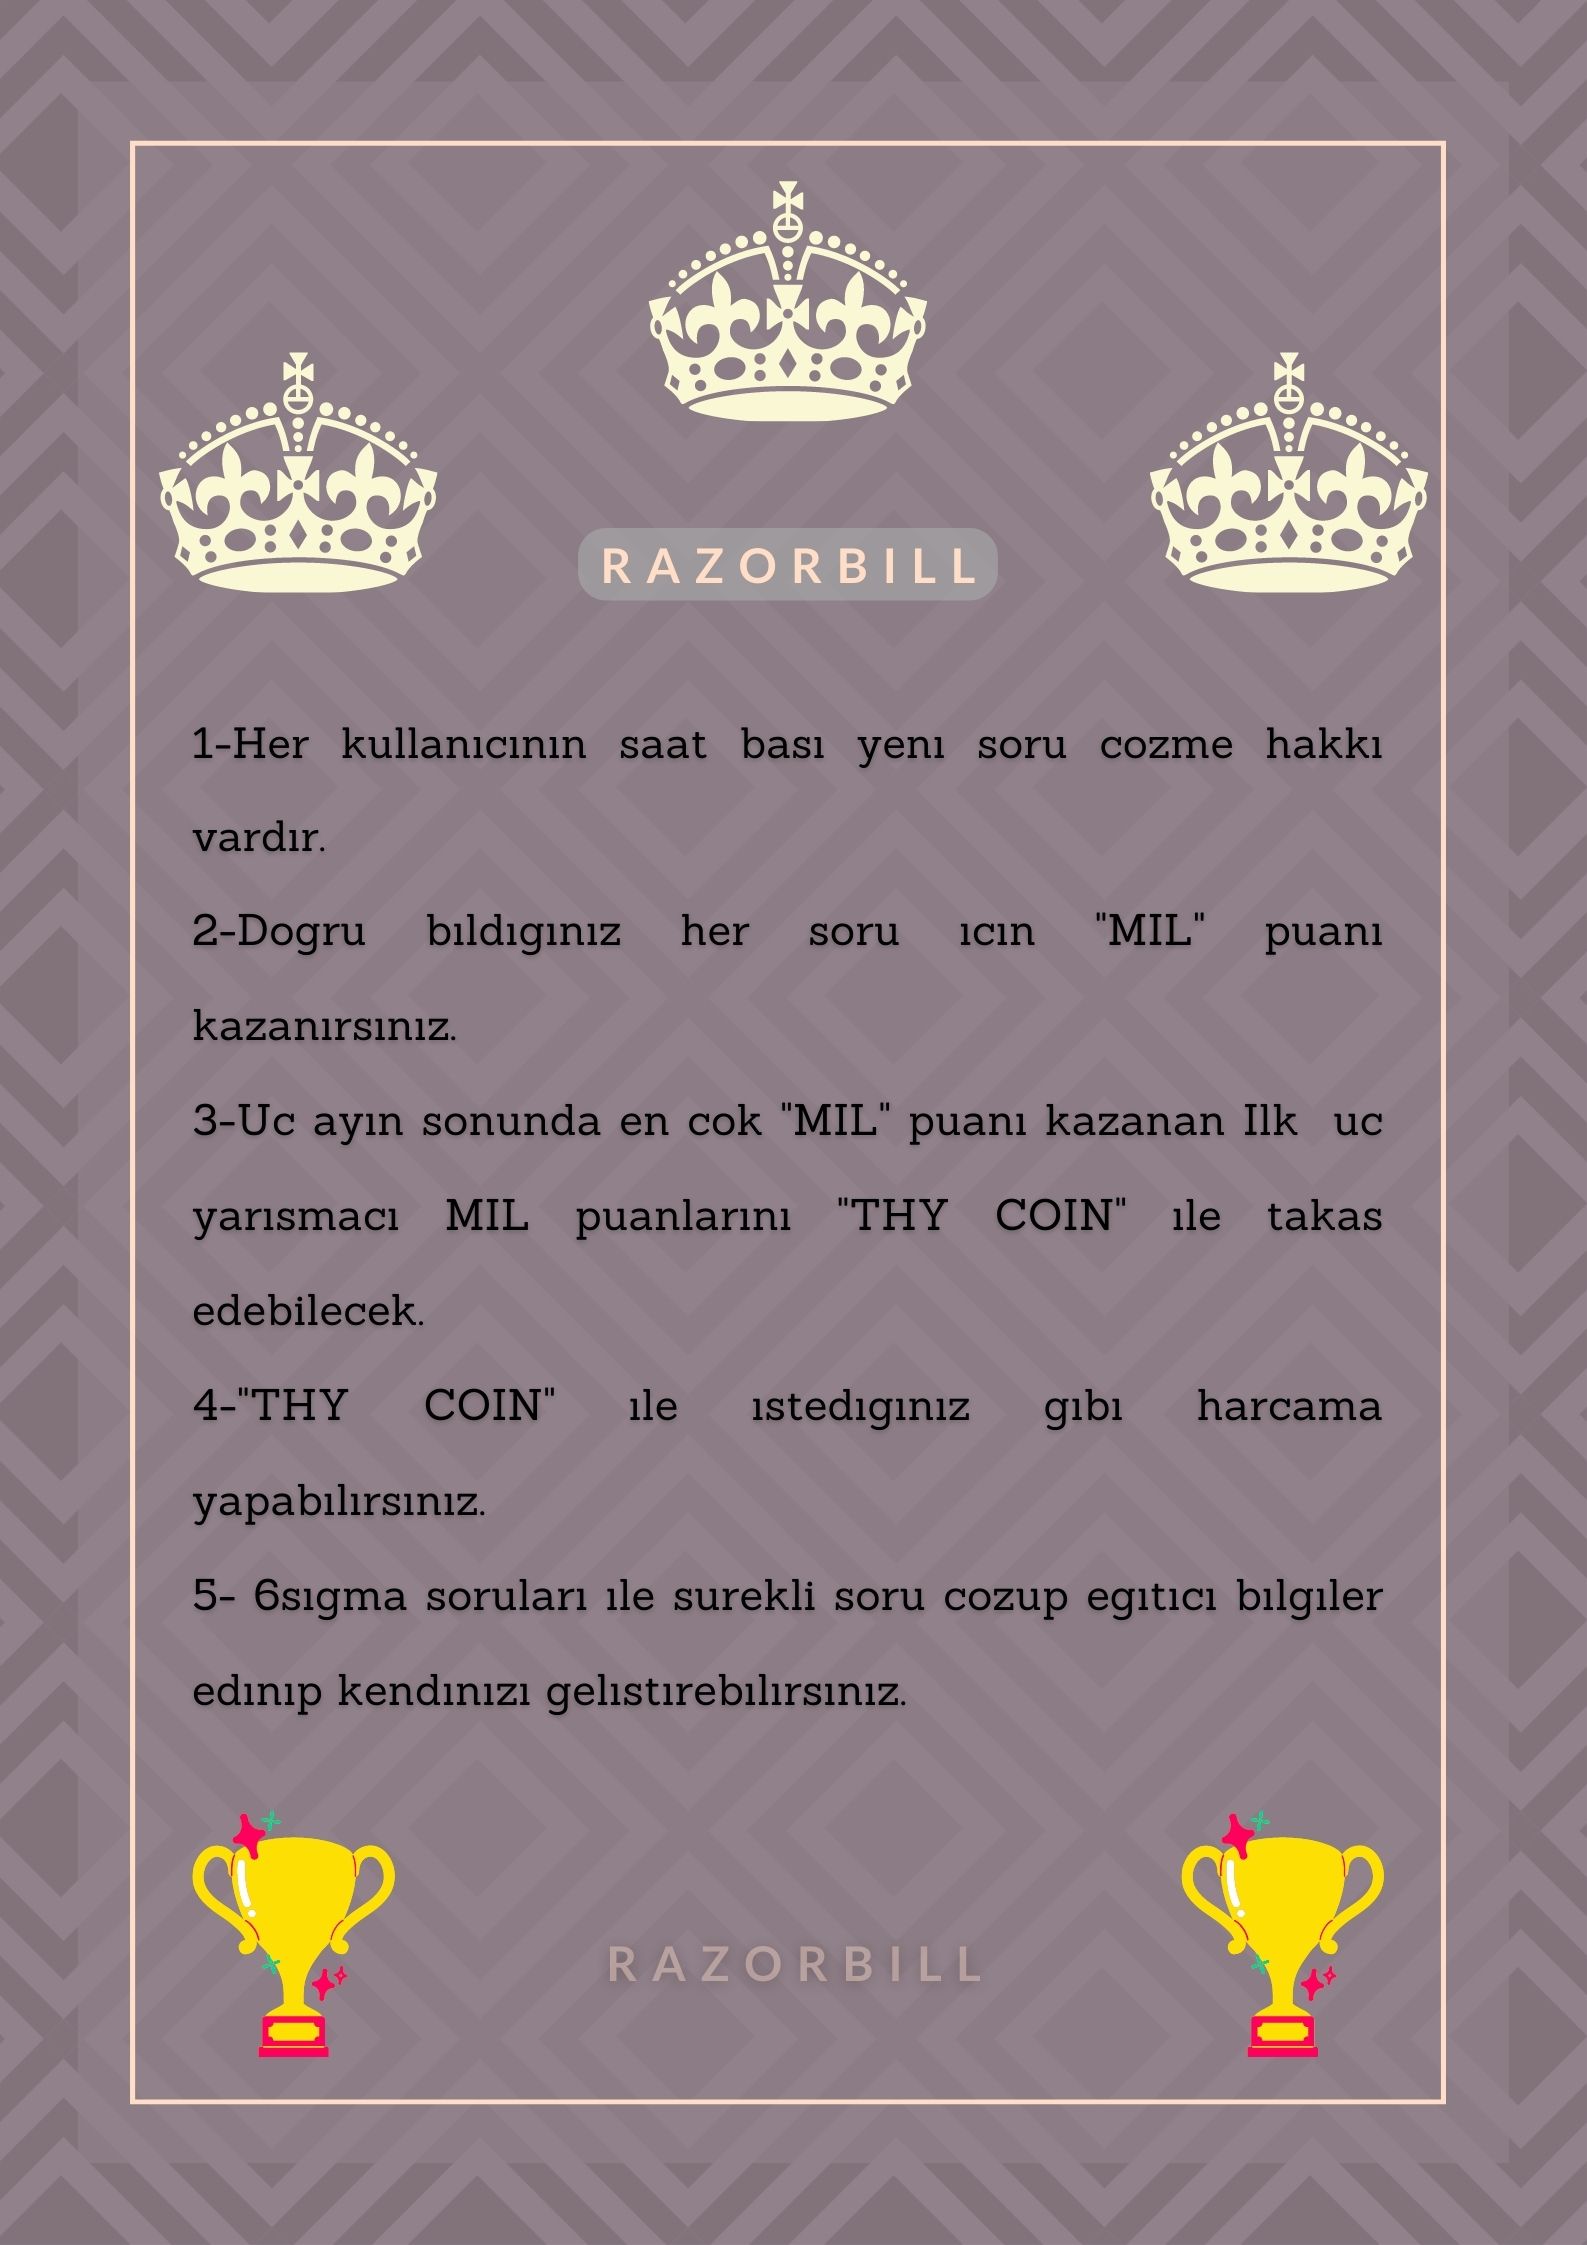 RAZORBILL
1-Her kullanıcının saat bası yenı soru cozme hakkı
vardır.
2-Dogru bıldıgınız her soru ıcın "MIL" puanı
kazanırsınız.
3-Uc ayın sonunda en cok "MIL" puanı kazanan Ilk uc
yarısmacı MIL puanlarını "THY COIN" ıle takas
edebilecek.
4-"THY COIN" ıle ıstedıgınız gıbı harcama
yapabılırsınız.
5- 6sıgma soruları ıle surekli soru cozup egıtıcı bılgıler
edınıp kendınızı gelıstırebılırsınız.
RAZORBILL